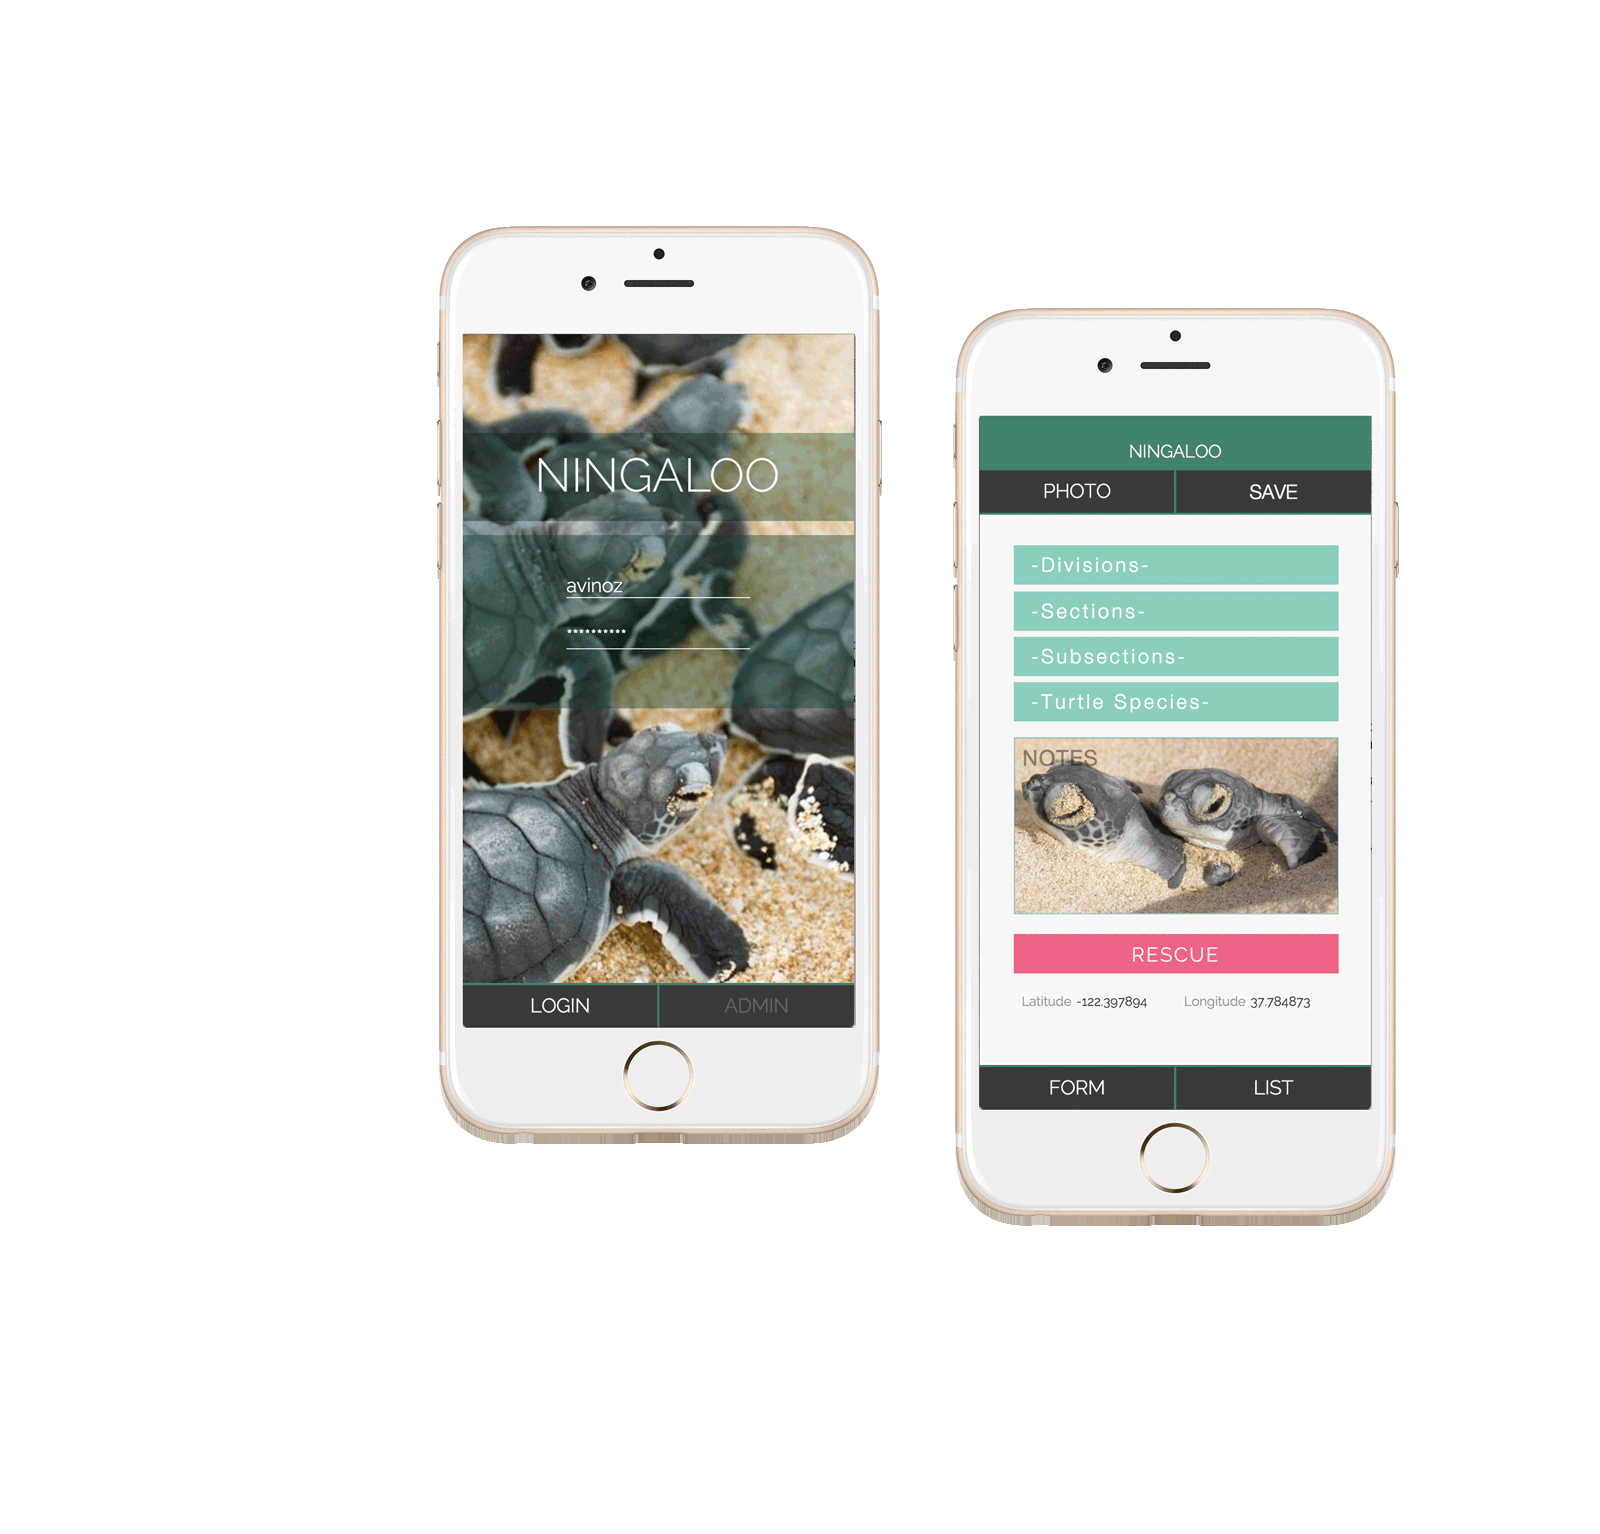 NINGALOO
avinoz
**********
LOGIN
ADMIN
NINGALOO
PHOTO
SAVE
-Divisions-
-Sections-
-Subsections-
-Turtle Species-
NOTES
RESCUE
Latitude -122.397894
Longitude 37.784873
FORM
LIST